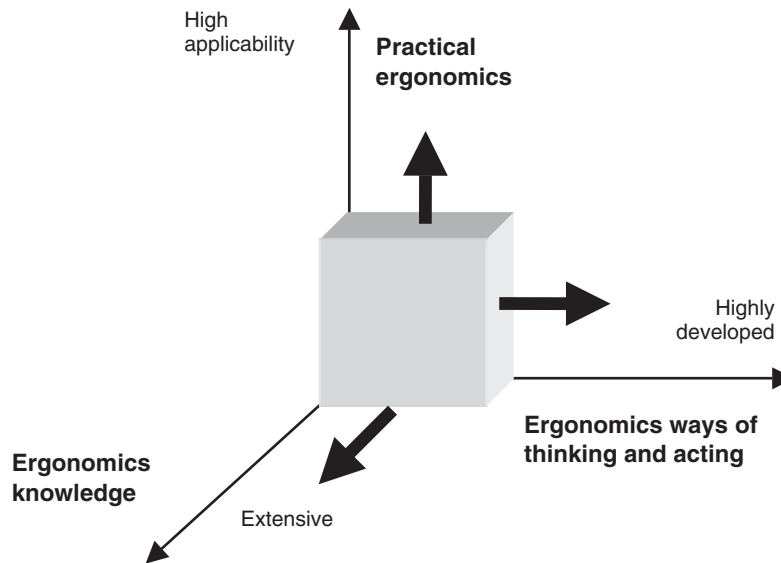 High
applicability
Practical
ergonomics
Highly
developed
Ergonomics ways of
thinking and acting
Ergonomics
knowledge
Extensive